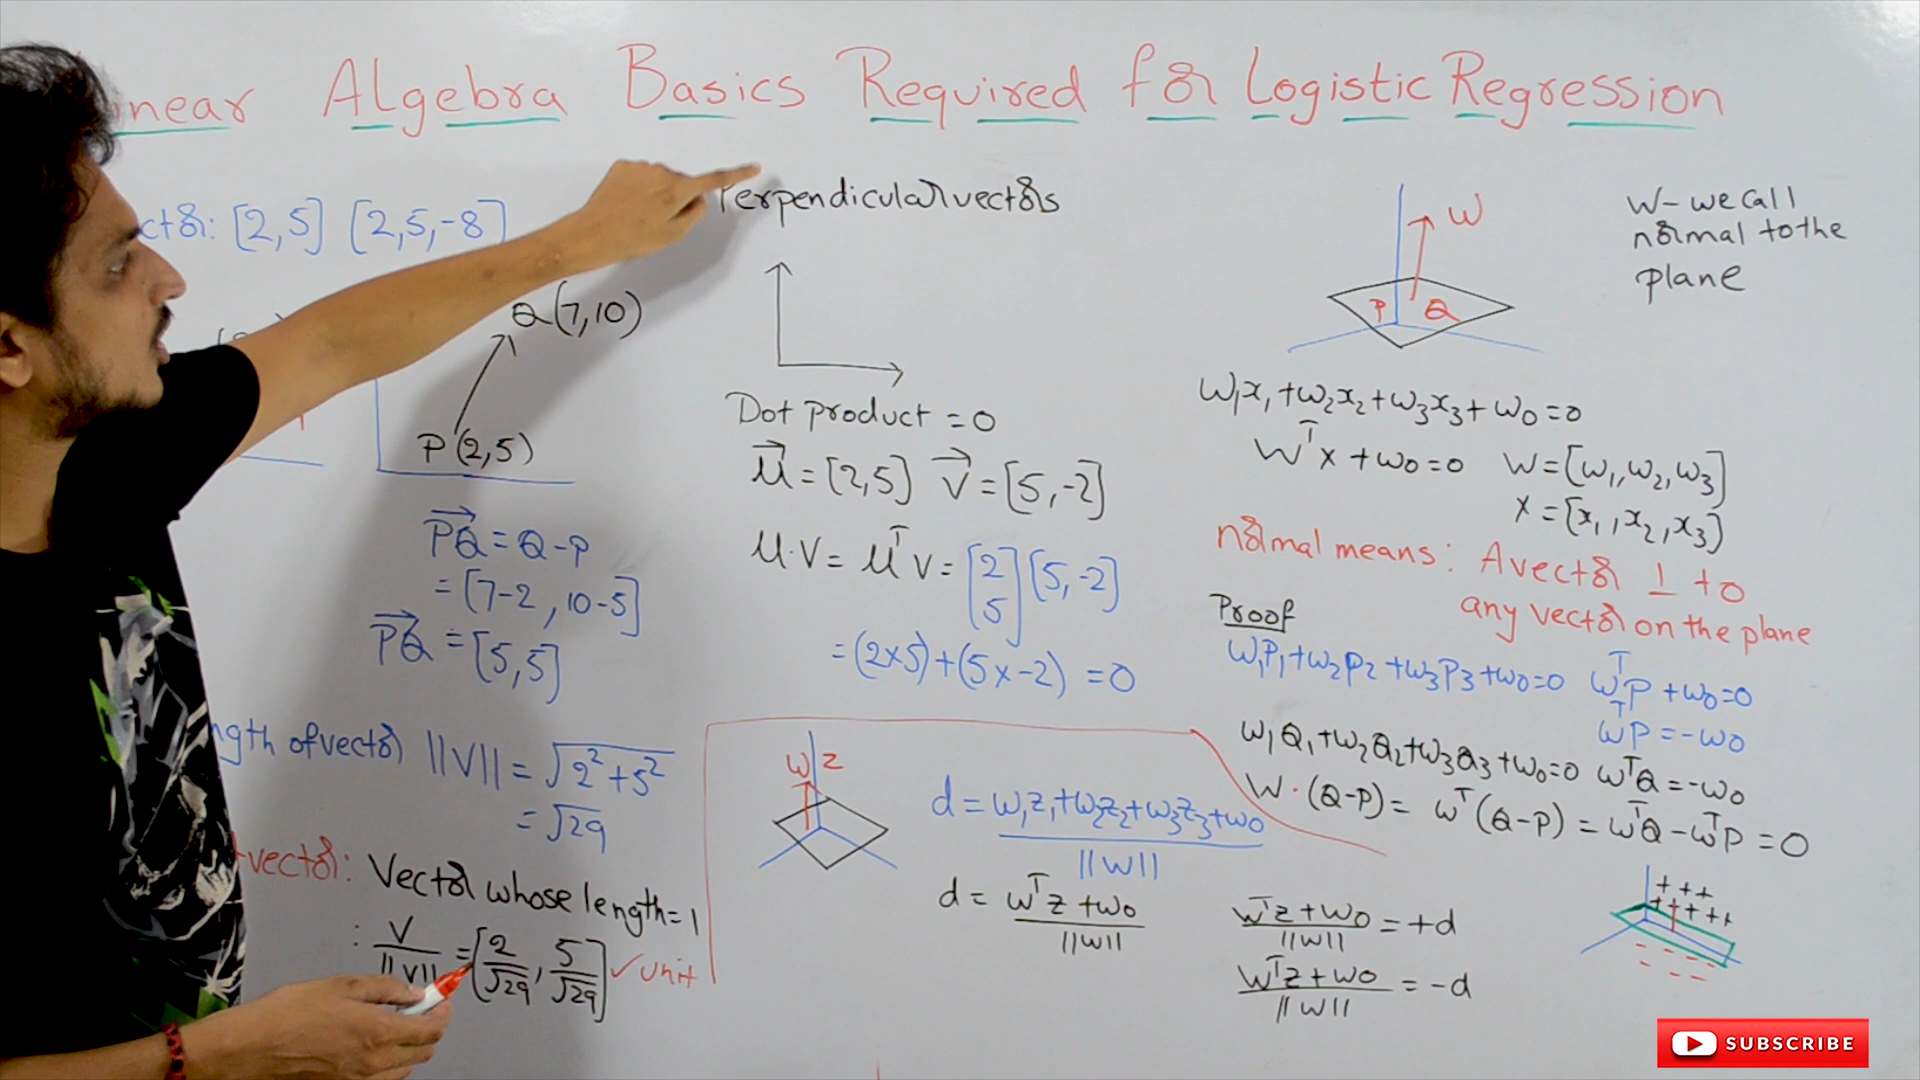 near Algebra Basics Required for Logistic Regression
ctor: [2,5] [2,5,-8]
Q(7,10)
P(2,5)
→PQ = Q-P
= [7-2, 10-5]
→PQ = [5,5]
ngth of vector ||V|| = √2²+5²
= √29
vector: Vector whose length=1
: V/||V|| = [2/√29, 5/√29] ✓unit
Perpendicular vectors
Dot product = 0
→u = [2,5] →v = [5,-2]
u.v = uᵀv = [2 5] [5,-2]
= (2x5)+(5x-2) = 0
W
P Q
W- we call
normal to the
plane
w₁x₁+w₂x₂+w₃x₃+w₀=0
wᵀx+w₀=0 w=[w₁,w₂,w₃]
x=[x₁,x₂,x₃]
normal means: A vector ⊥ to
any vector on the plane
Proof
w₁p₁+w₂p₂+w₃p₃+w₀=0 wᵀp+w₀=0
wᵀp=-w₀
w₁Q₁+w₂Q₂+w₃Q₃+w₀=0 wᵀQ=-w₀
W.(Q-P)= wᵀ(Q-P) = wᵀQ-wᵀP = 0
W Z
d = w₁z₁+w₂z₂+w₃z₃+w₀/||w||
d = wᵀz+w₀/||w||
wᵀz+w₀/||w|| = +d
wᵀz+w₀/||w|| = -d
+ + +
+ + + + +
- - -
- - -
SUBSCRIBE